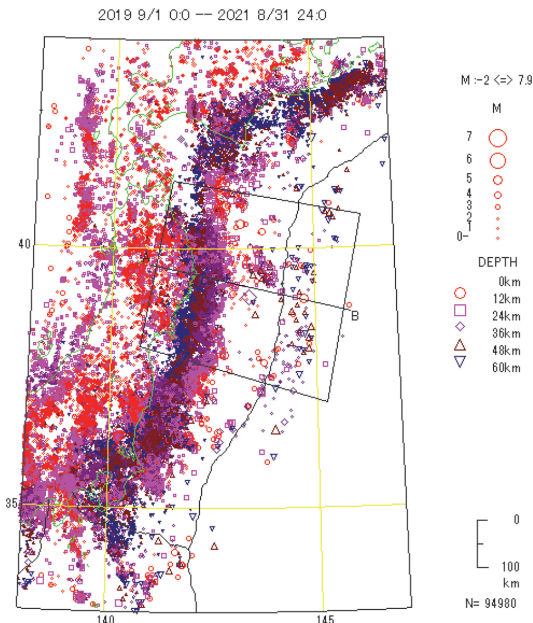 2019 9/1 0:0 -- 2021 8/31 24:0
M :-2 <=> 7.9
M
7
6
5
4
3
2
1
0-
40
DEPTH
0km
12km
24km
36km
48km
60km
A
B
35
0
100
km
N= 94980
140
145